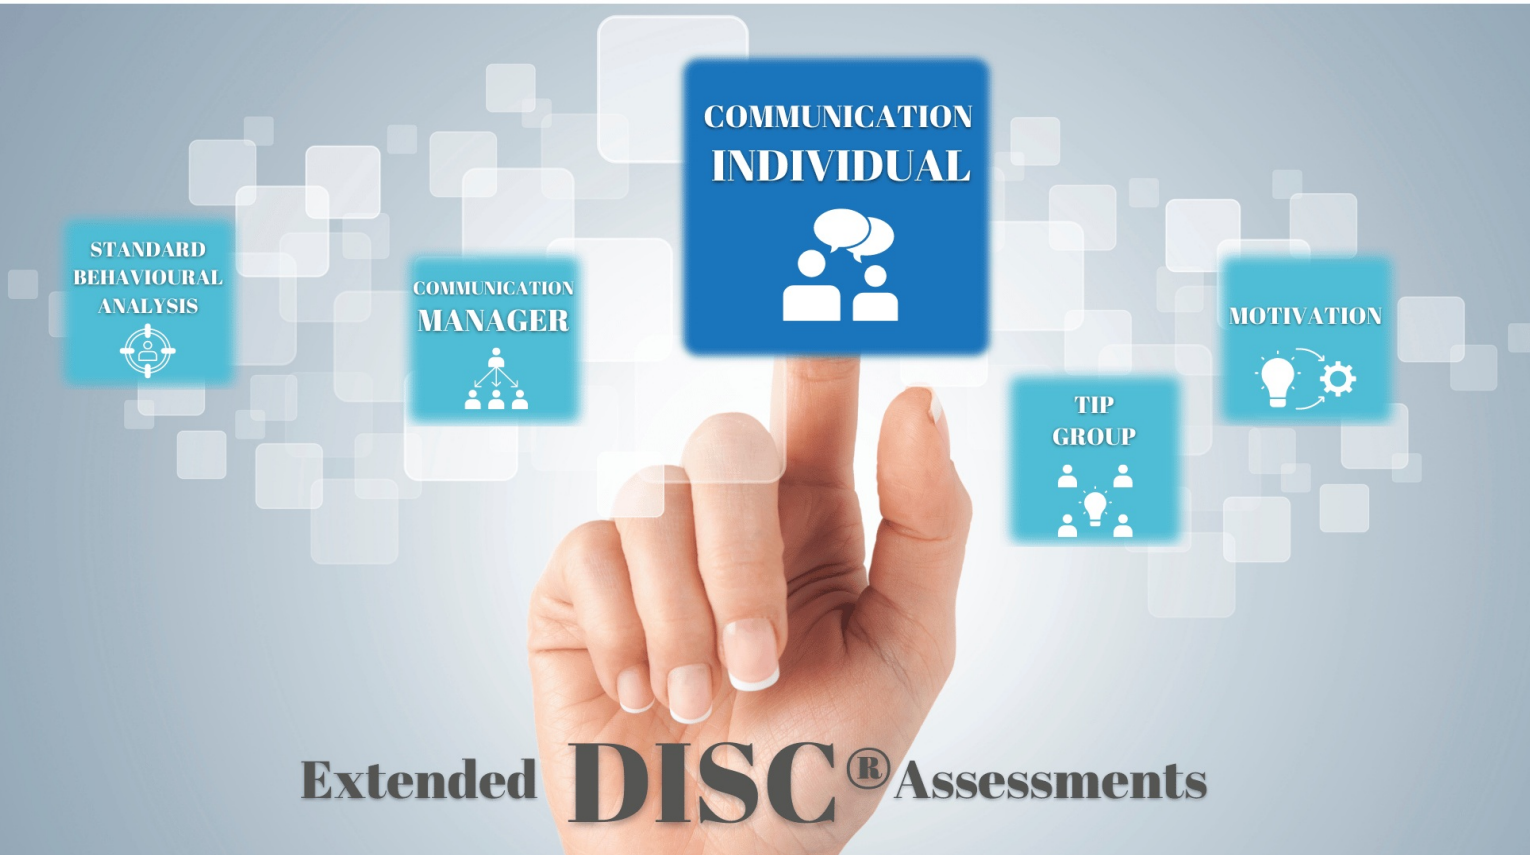 COMMUNICATION
INDIVIDUAL
STANDARD
BEHAVIOURAL
ANALYSIS
COMMUNICATION
MANAGER
MOTIVATION
TIP
GROUP
Extended DISC® Assessments